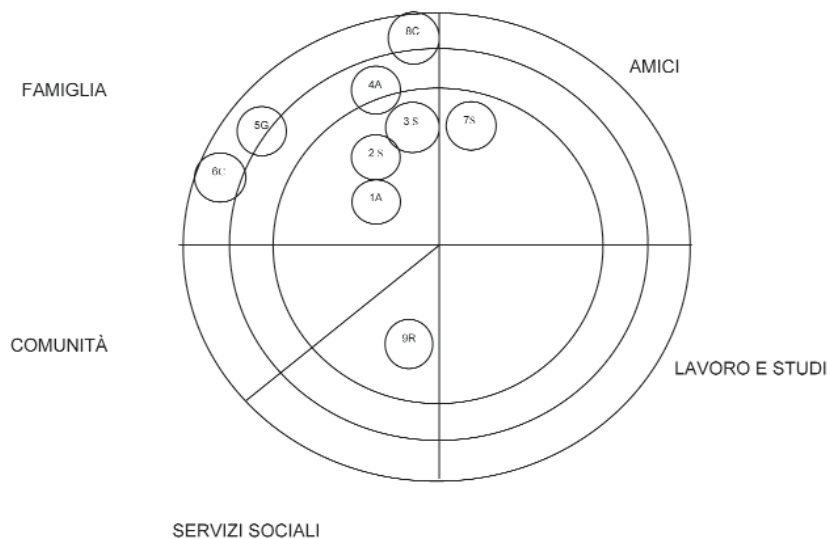 8C
AMICI
FAMIGLIA
4A
5G
3 S
7S
2 S
6C
1A
9R
COMUNITÀ
LAVORO E STUDI
SERVIZI SOCIALI